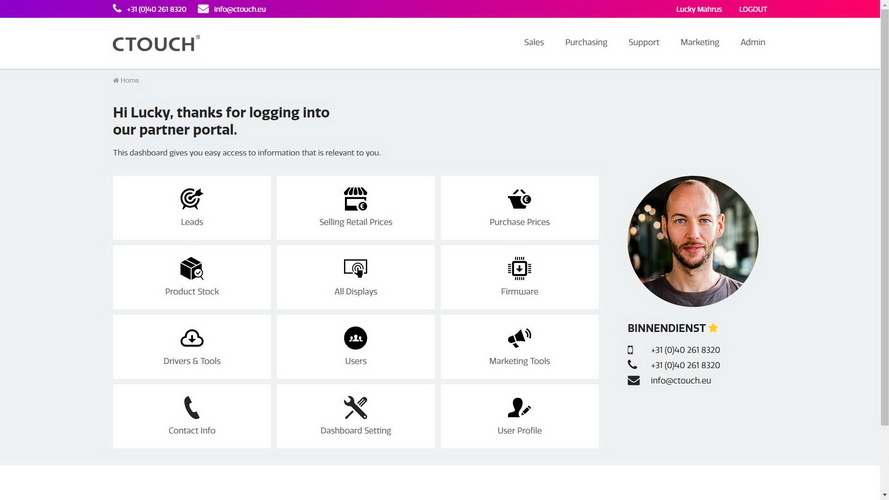 +31 (0)40 261 8320 info@ctouch.eu Lucky Mahrus LOGOUT
CTOUCH® Sales Purchasing Support Marketing Admin
Home
Hi Lucky, thanks for logging into
our partner portal.
This dashboard gives you easy access to information that is relevant to you.
Leads Selling Retail Prices Purchase Prices
Product Stock All Displays Firmware
Drivers & Tools Users Marketing Tools
Contact Info Dashboard Setting User Profile
BINNENDIENST
+31 (0)40 261 8320
+31 (0)40 261 8320
info@ctouch.eu